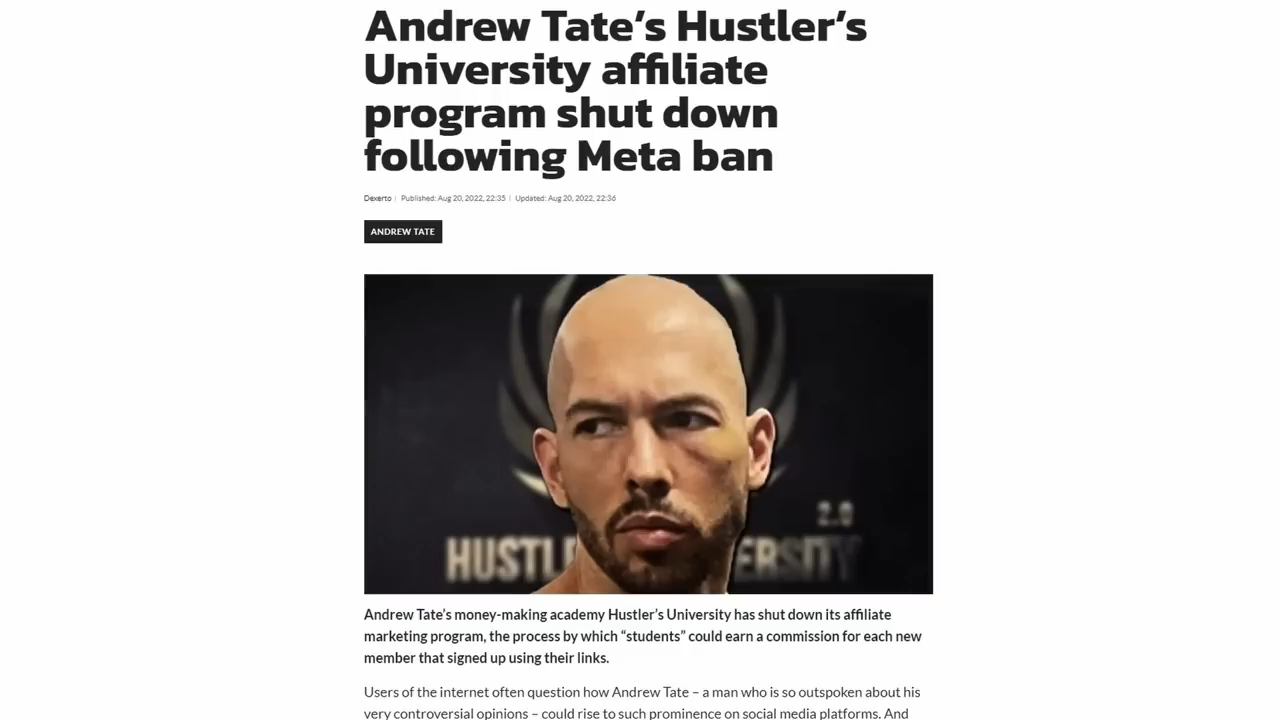 Andrew Tate’s Hustler’s
University affiliate
program shut down
following Meta ban
Dexerto | Published: Aug 20, 2022, 22:35 | Updated: Aug 20, 2022, 22:36
ANDREW TATE
2.0
HUSTL ERSITY
Andrew Tate’s money-making academy Hustler’s University has shut down its affiliate
marketing program, the process by which “students” could earn a commission for each new
member that signed up using their links.
Users of the internet often question how Andrew Tate – a man who is so outspoken about his
very controversial opinions – could rise to such prominence on social media platforms. And